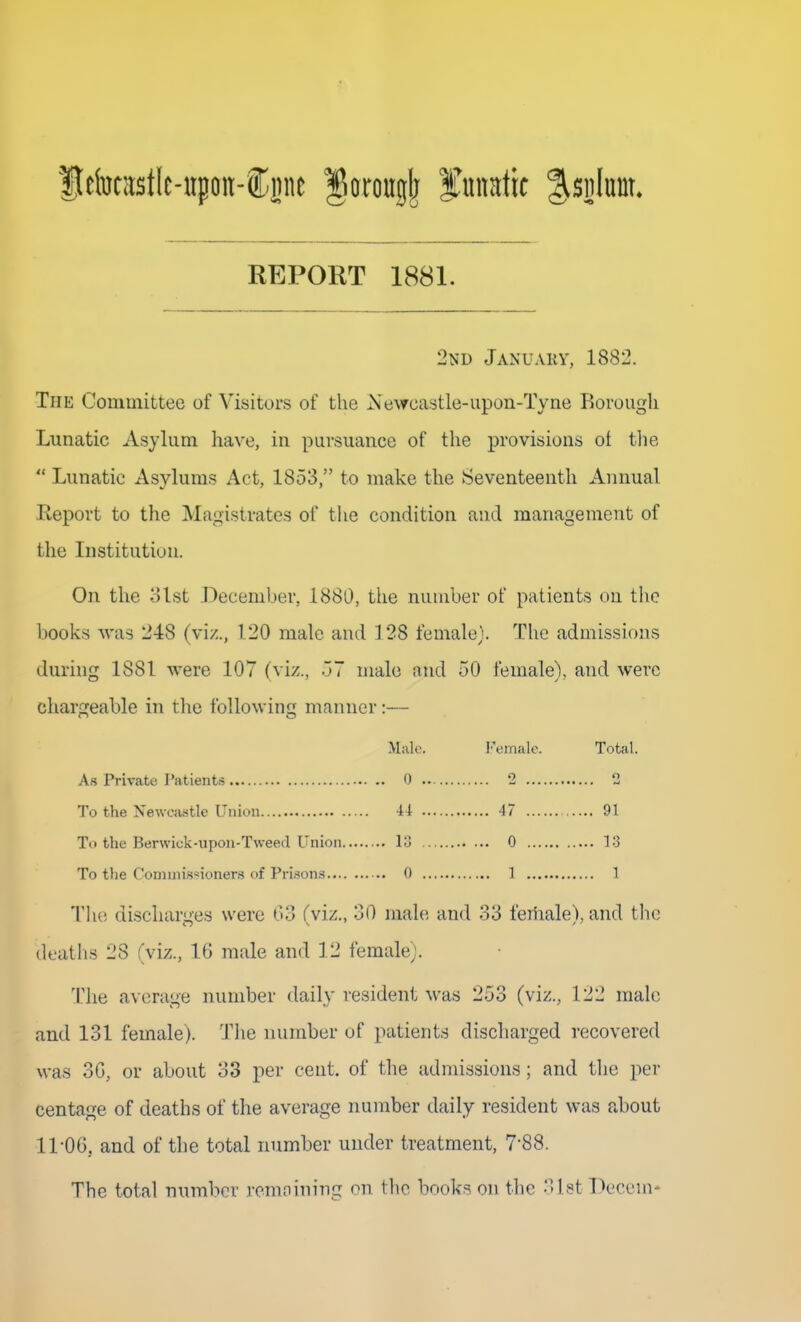 Newcastle-upon-Tyne Borough Lunatic Asylum.
REPORT 1881.
2ND JANUARY, 1882.
THE Committee of Visitors of the Newcastle-upon-Tyne Borough
Lunatic Asylum have, in pursuance of the provisions of the
“ Lunatic Asylums Act, 1853,” to make the Seventeenth Annual
Report to the Magistrates of the condition and management of
the Institution.
On the 31st December, 1880, the number of patients on the
books was 248 (viz., 120 male and 128 female). The admissions
during 1881 were 107 (viz., 57 male and 50 female), and were
chargeable in the following manner:—
Male. Female. Total.
As Private Patients ... 0 ... 2 ... 2
To the Newcastle Union ... 44 ... 47 ... 91
To the Berwick-upon-Tweed Union ... 13 ... 0 ... 13
To the Commissioners of Prisons ... 0 ... 1 ... 1
The discharges were 63 (viz., 30 male and 33 female), and the
deaths 28 (viz., 16 male and 12 female).
The average number daily resident was 253 (viz., 122 male
and 131 female). The number of patients discharged recovered
was 36, or about 33 per cent. of the admissions; and the per
centage of deaths of the average number daily resident was about
11·06, and of the total number under treatment, 7·88.
The total number remaining on the books on the 31st Decem-